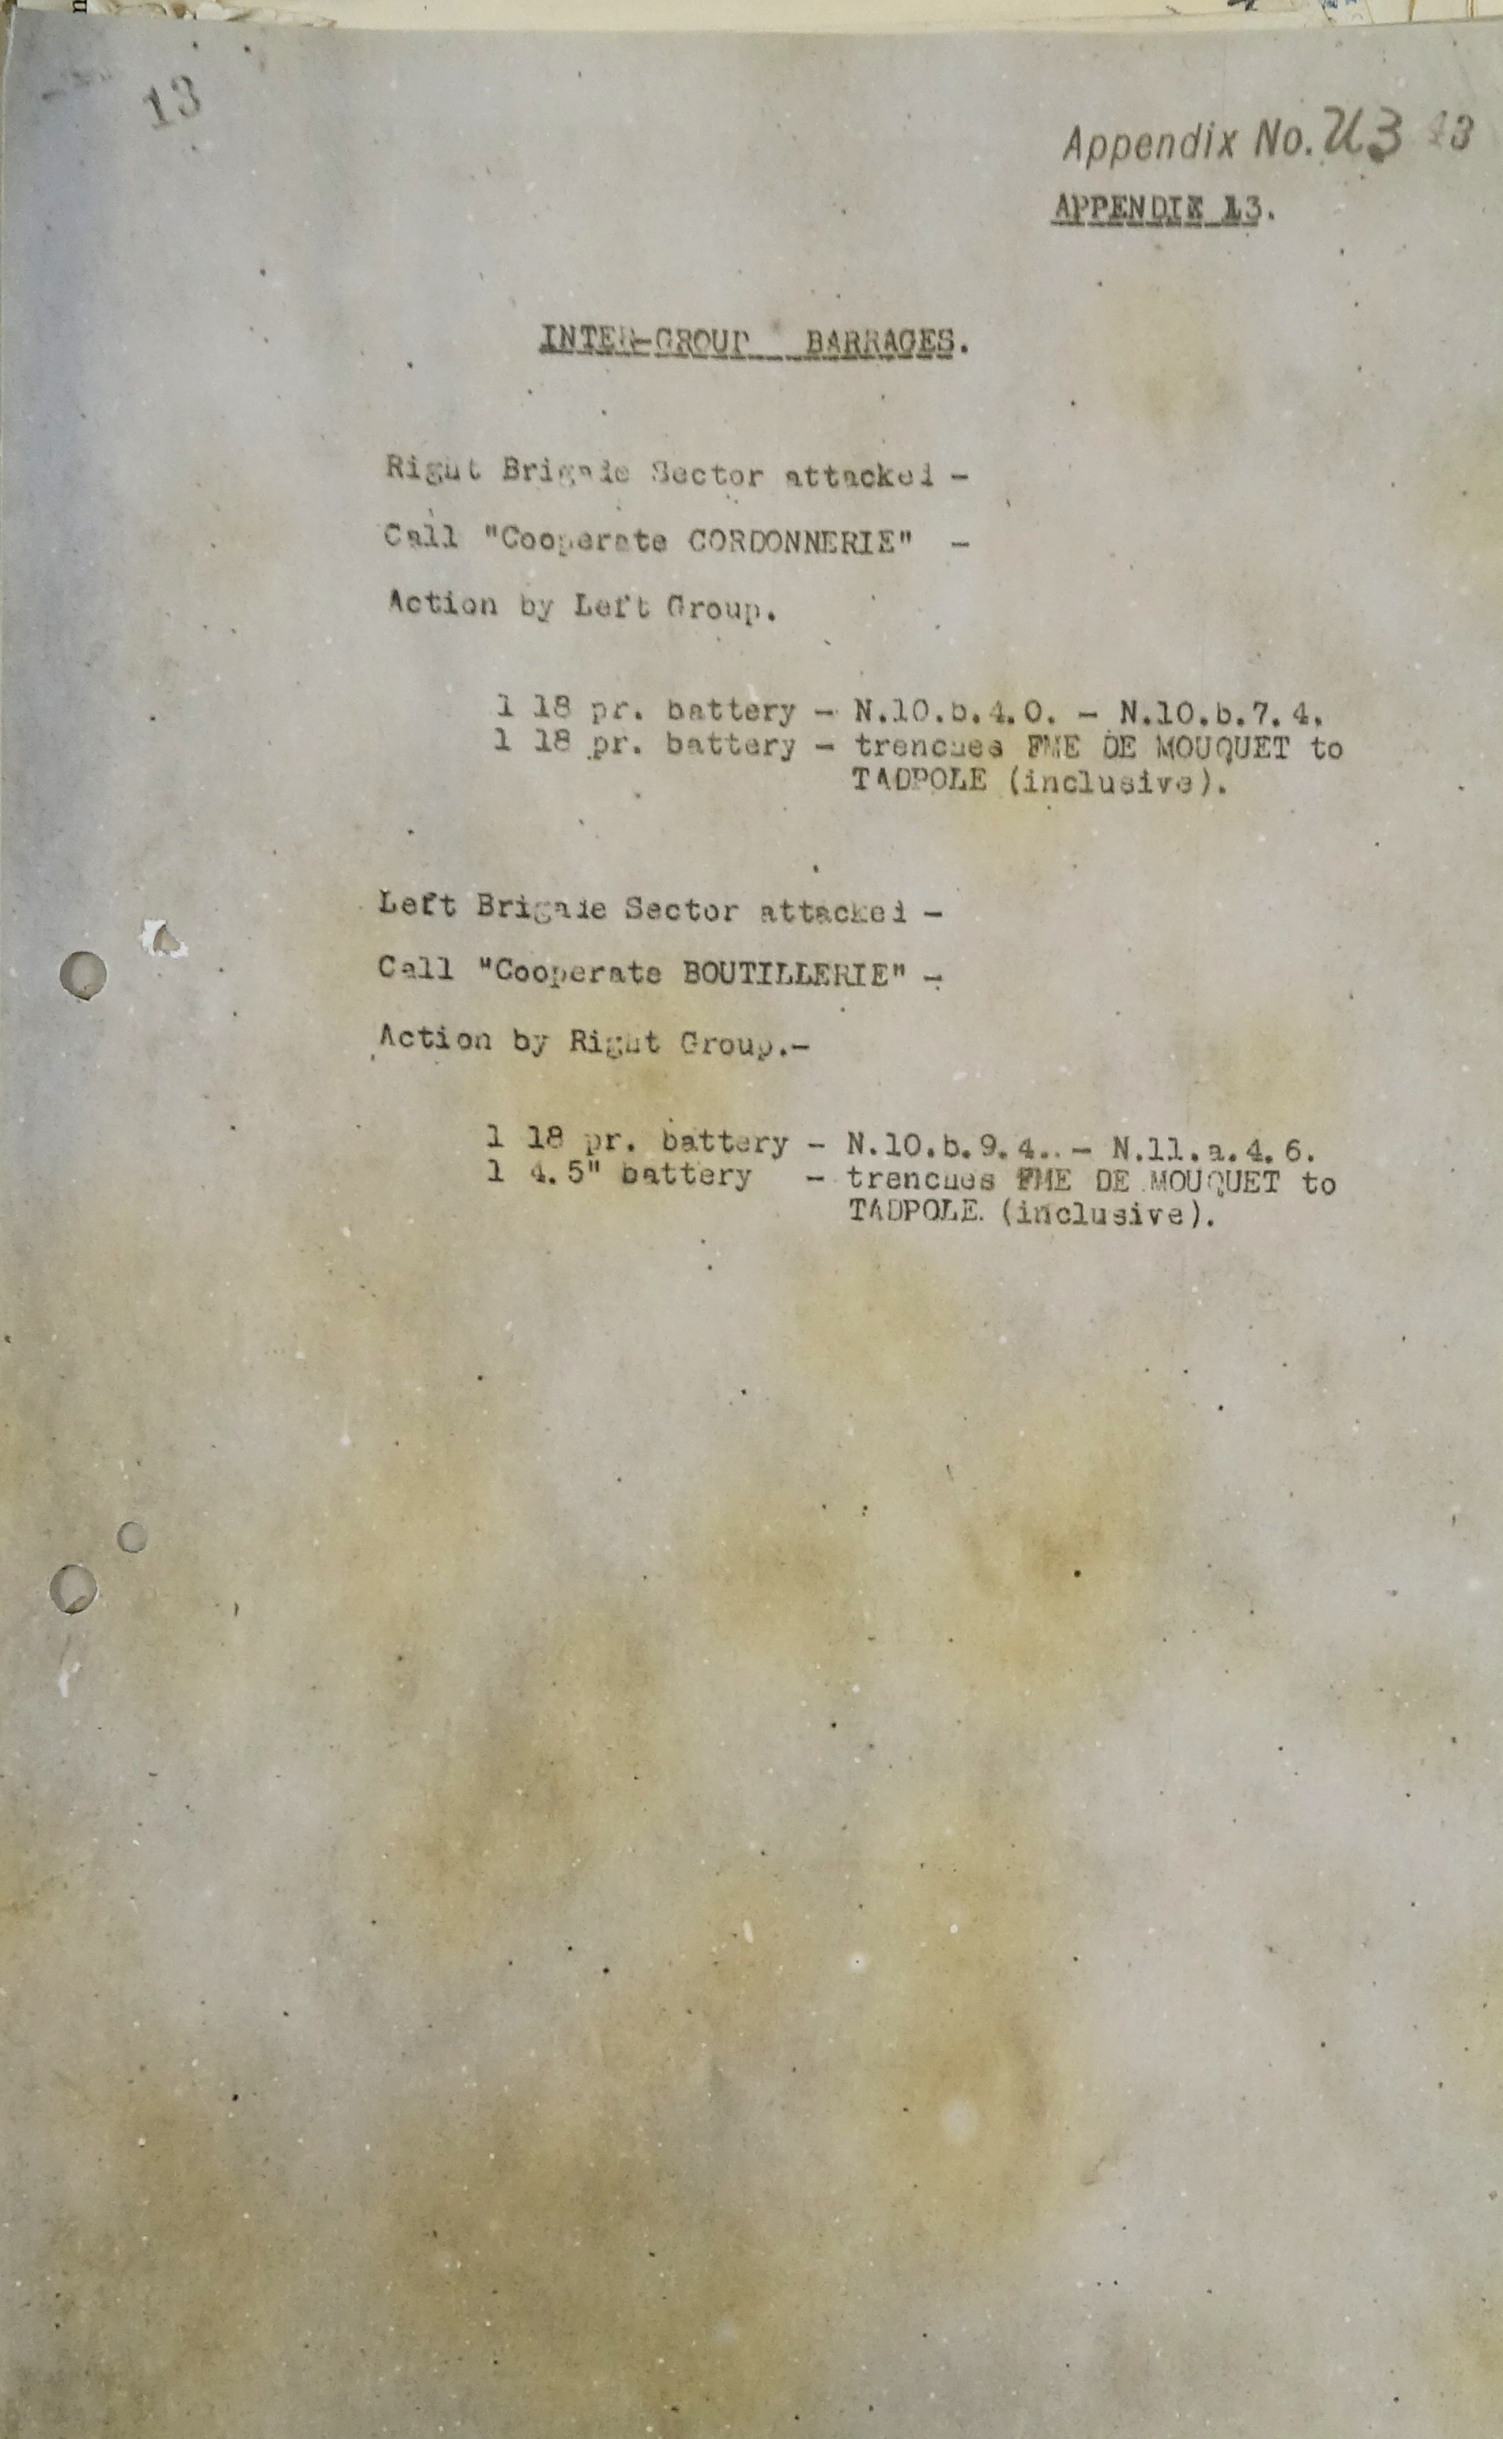 13
Appendix No. U3 13
APPENDIX 13.
INTER-GROUP BARRAGES.
Right Brigade Sector attacked -
Call "Cooperate CORDONNERIE" -
Action by Left Group.
1 18 pr. battery - N.10.b.4.0. - N.10.b.7.4.
1 18 pr. battery - trenches FME DE MOUQUET to
TADPOLE (inclusive).
Left Brigade Sector attacked -
Call "Cooperate BOUTILLERIE" -
Action by Right Group.-
1 18 pr. battery - N.10.b.9.4.. - N.11.a.4.6.
1 4.5" battery - trenches FME DE MOUQUET to
TADPOLE. (inclusive).